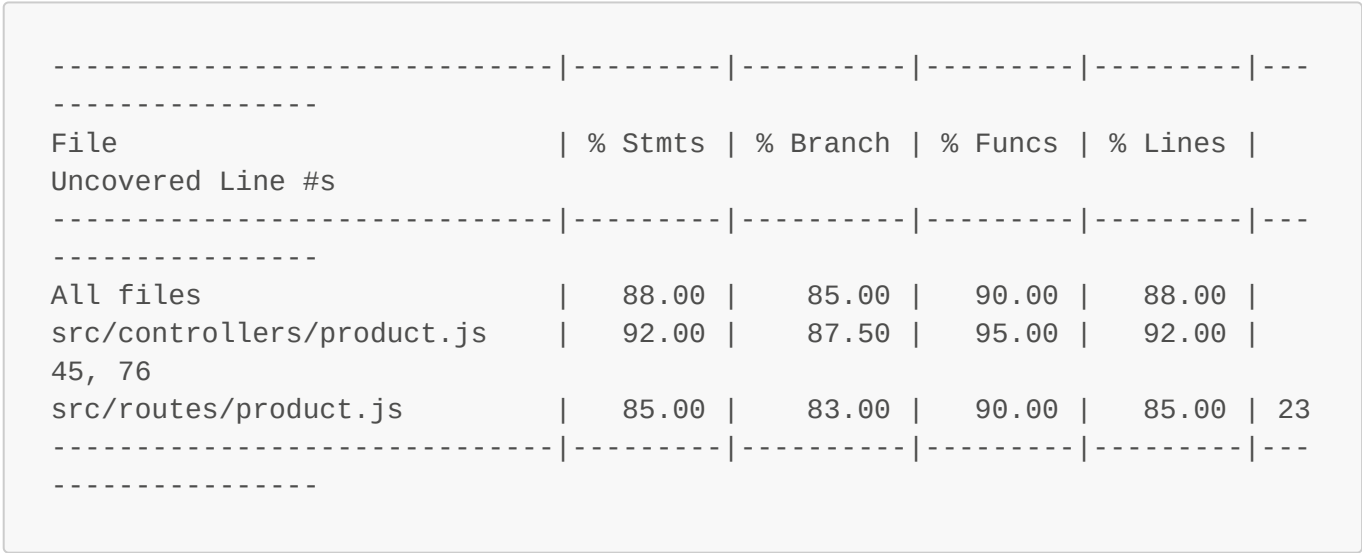 ------------------------------|---------|----------|---------|---------|---
----------------
File                          | % Stmts | % Branch | % Funcs | % Lines |
Uncovered Line #s
------------------------------|---------|----------|---------|---------|---
----------------
All files                     |   88.00 |    85.00 |   90.00 |   88.00 |
src/controllers/product.js    |   92.00 |    87.50 |   95.00 |   92.00 |
45, 76
src/routes/product.js         |   85.00 |    83.00 |   90.00 |   85.00 | 23
------------------------------|---------|----------|---------|---------|---
----------------